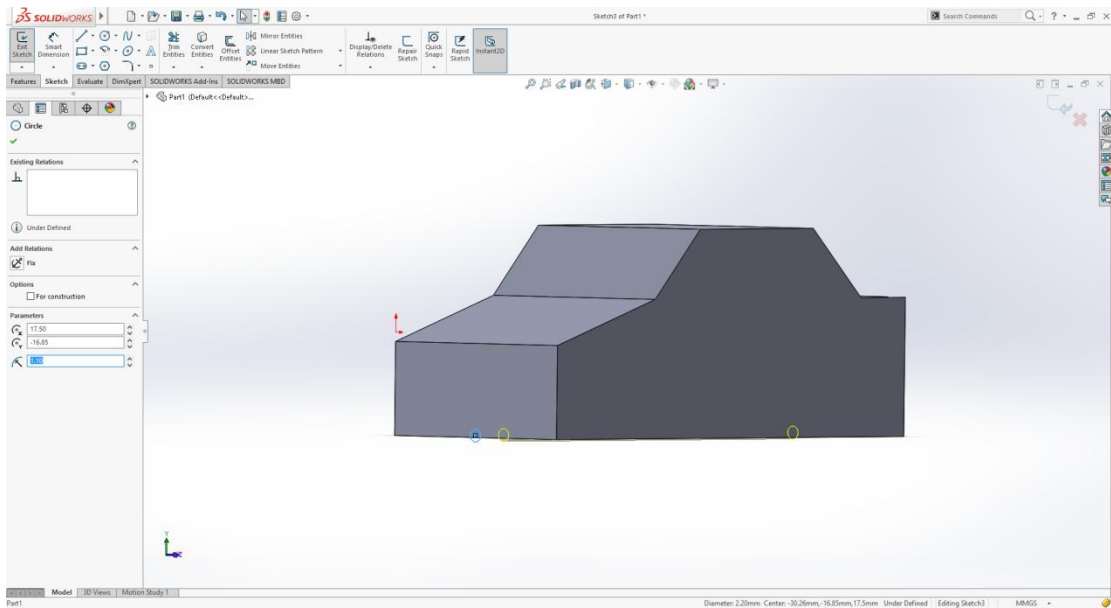 SOLIDWORKS
Sketch3 of Part1 *
Search Commands
Exit Sketch
Smart Dimension
Trim Entities
Convert Entities
Offset Entities
Mirror Entities
Linear Sketch Pattern
Move Entities
Display/Delete Relations
Repair Sketch
Quick Snaps
Rapid Sketch
Instant2D
Features Sketch Evaluate DimXpert SOLIDWORKS Add-Ins SOLIDWORKS MBD
Part1 (Default<<Default>...
Circle
Existing Relations
Under Defined
Add Relations
Fix
Options
For construction
Parameters
17.50
-16.85
1.10
Y
Model 3D Views Motion Study 1
Part1
Diameter: 2.20mm Center: -30.26mm,-16.85mm,17.5mm Under Defined Editing Sketch3 MMGS